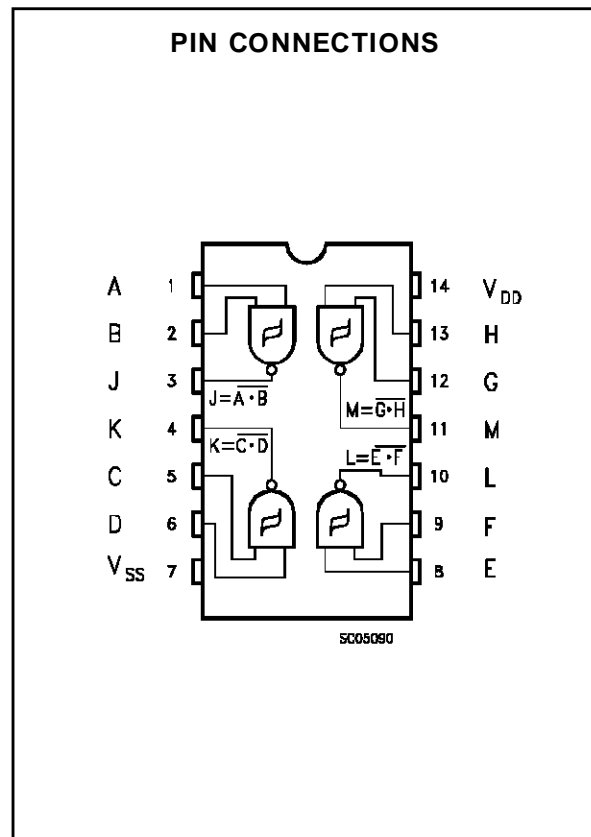 PIN CONNECTIONS
A 1
B 2
J 3
K 4
C 5
D 6
VSS 7
14 VDD
13 H
12 G
11 M
10 L
9 F
8 E
J=A·B
M=G·H
K=C·D
L=E·F
SC05090